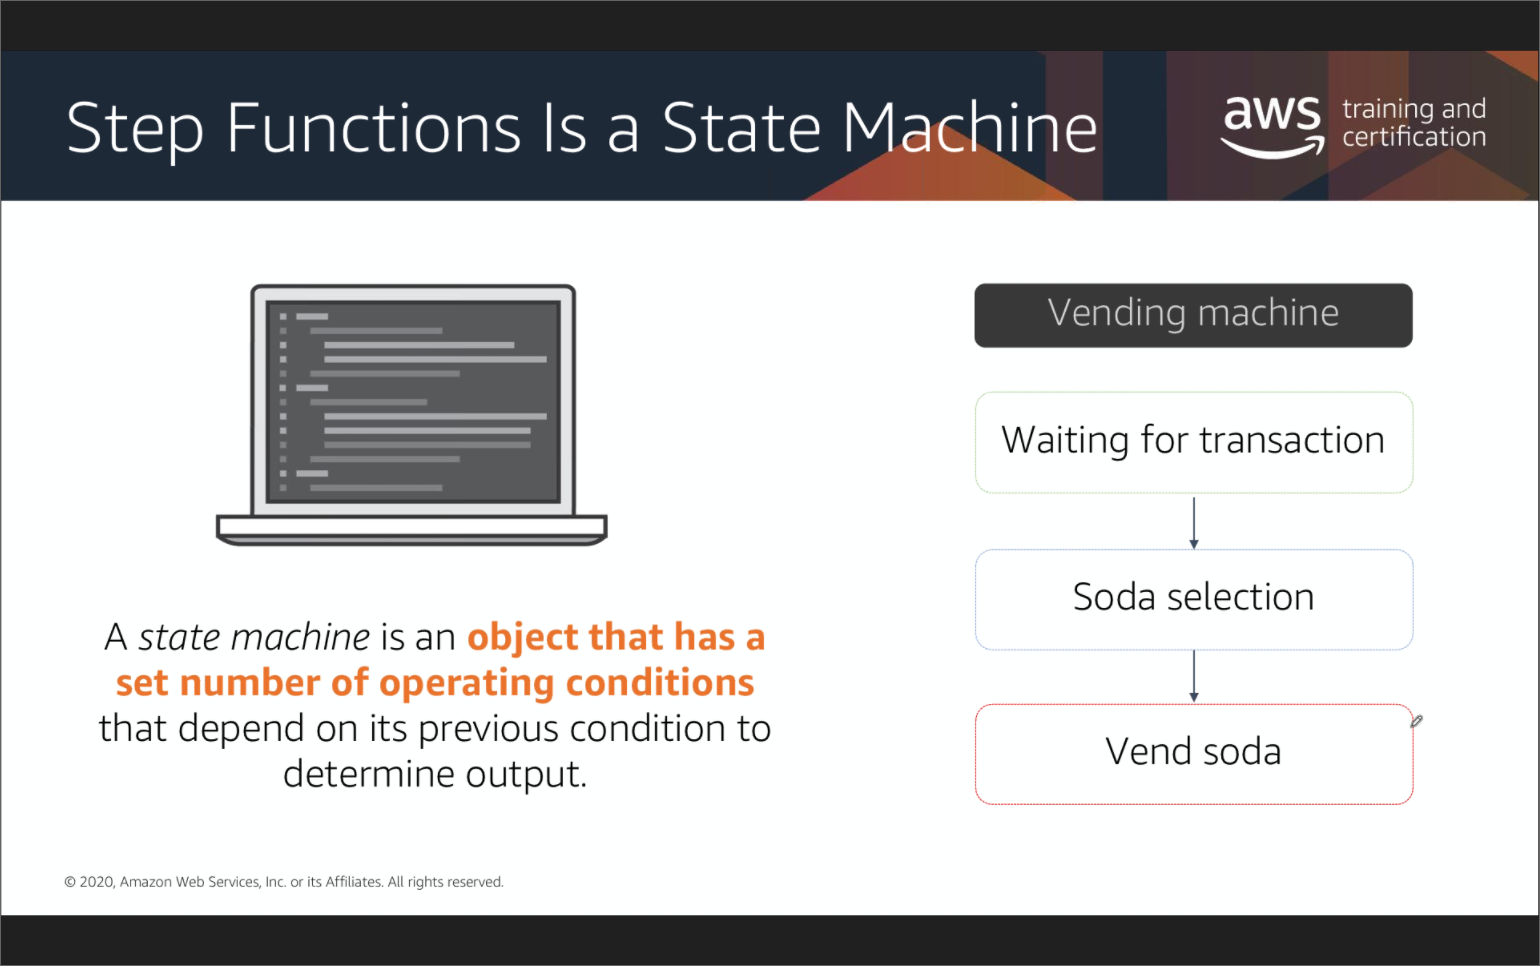 Step Functions Is a State Machine
aws training and
certification
Vending machine
Waiting for transaction
Soda selection
Vend soda
A state machine is an object that has a
set number of operating conditions
that depend on its previous condition to
determine output.
© 2020, Amazon Web Services, Inc. or its Affiliates. All rights reserved.